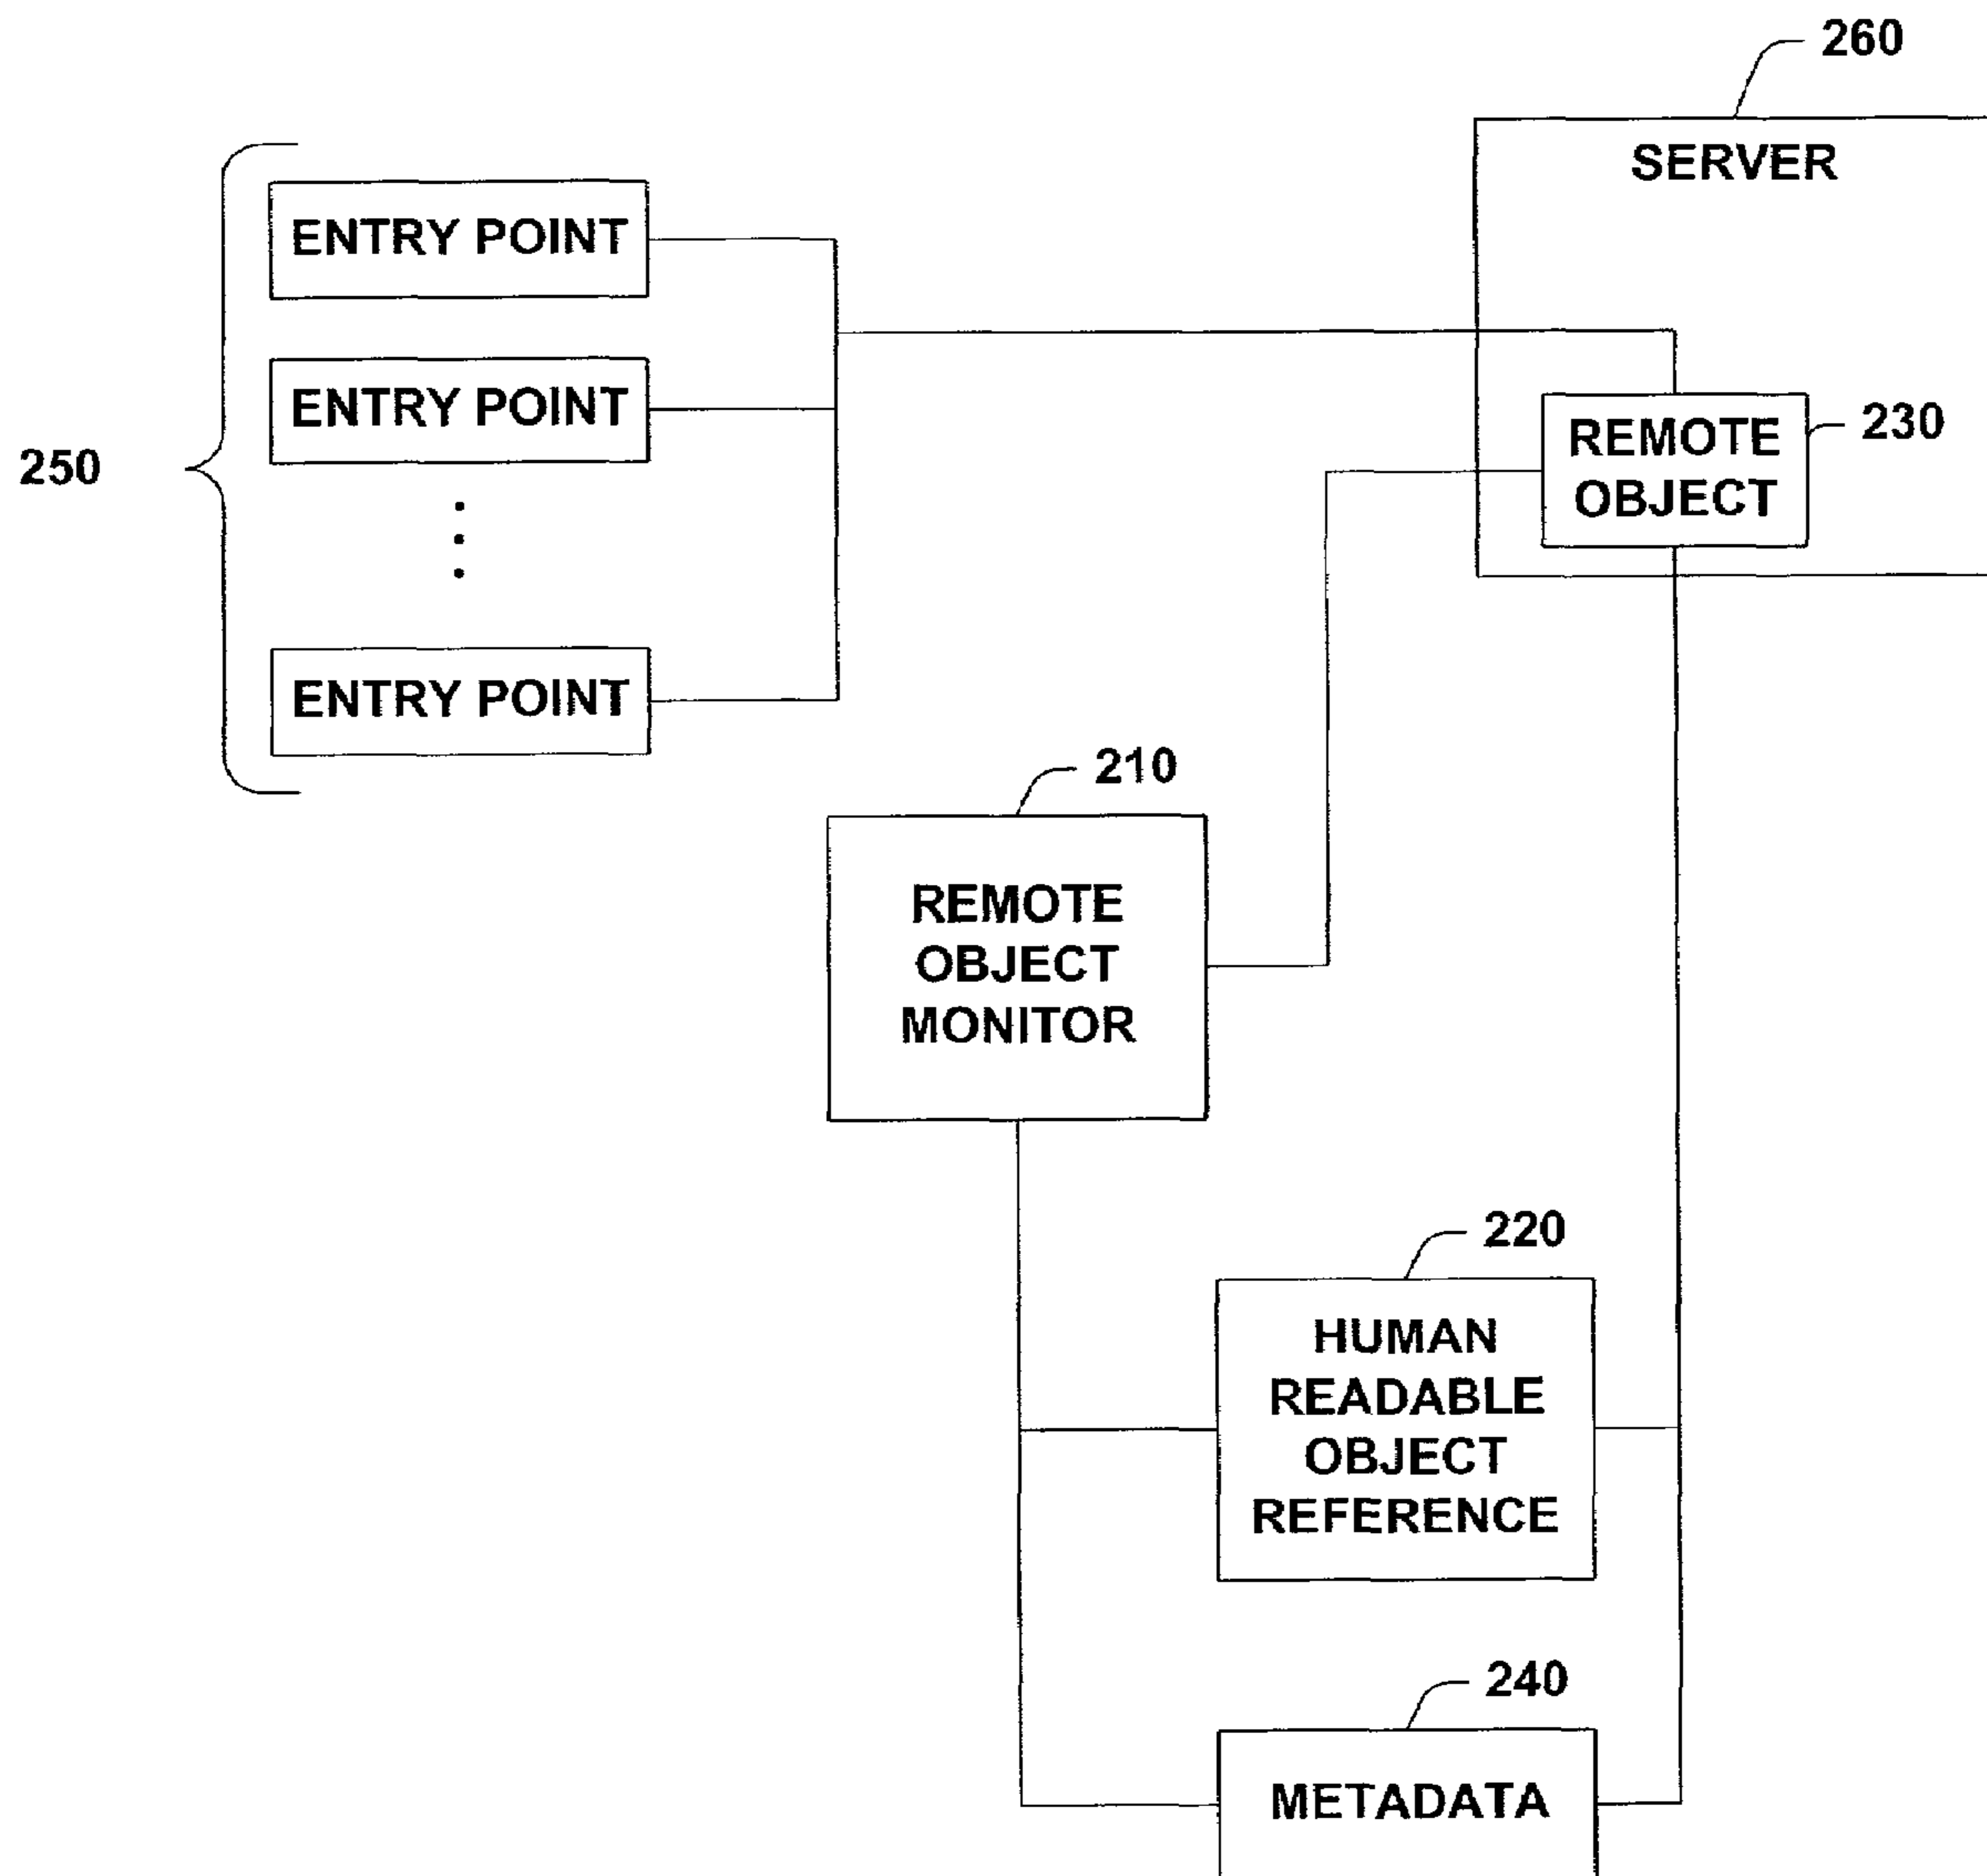 260
SERVER
ENTRY POINT
ENTRY POINT
250
ENTRY POINT
REMOTE
OBJECT
230
210
REMOTE
OBJECT
MONITOR
220
HUMAN
READABLE
OBJECT
REFERENCE
240
METADATA